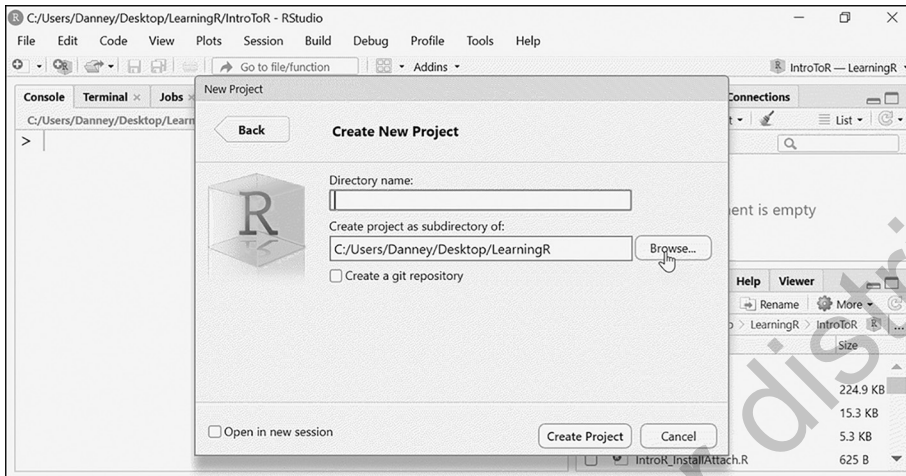 C:/Users/Danney/Desktop/LearningR/IntroToR - RStudio
File Edit Code View Plots Session Build Debug Profile Tools Help
Go to file/function Addins IntroToR — LearningR
Console Terminal Jobs Connections
C:/Users/Danney/Desktop/Learn List
>
New Project
Back Create New Project
R
Directory name:
Create project as subdirectory of:
C:/Users/Danney/Desktop/LearningR Browse...
Create a git repository
is empty
Help Viewer
Rename More
LearningR > IntroToR ...
Size
224.9 KB
15.3 KB
5.3 KB
IntroR_InstallAttach.R 625 B
Open in new session Create Project Cancel
distri